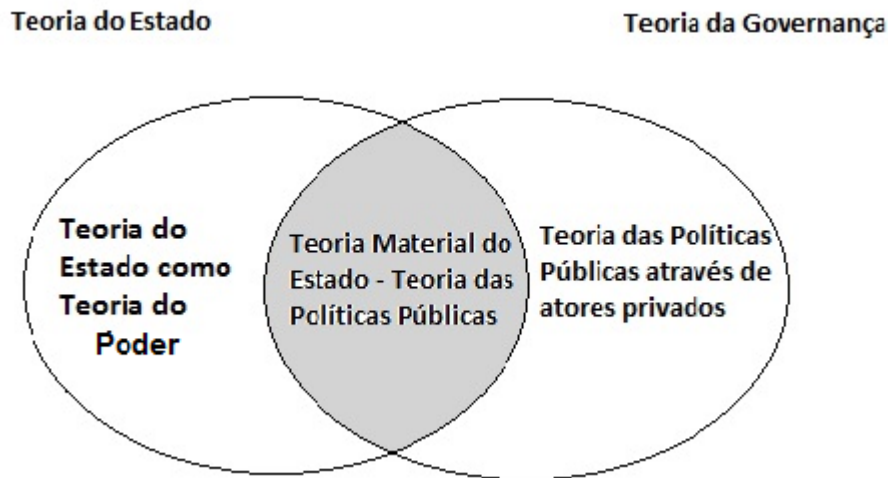 Teoria do Estado
Teoria da Governança
Teoria do
Estado como
Teoria do
Poder
Teoria Material do
Estado - Teoria das
Políticas Públicas
Teoria das Políticas
Públicas através de
atores privados